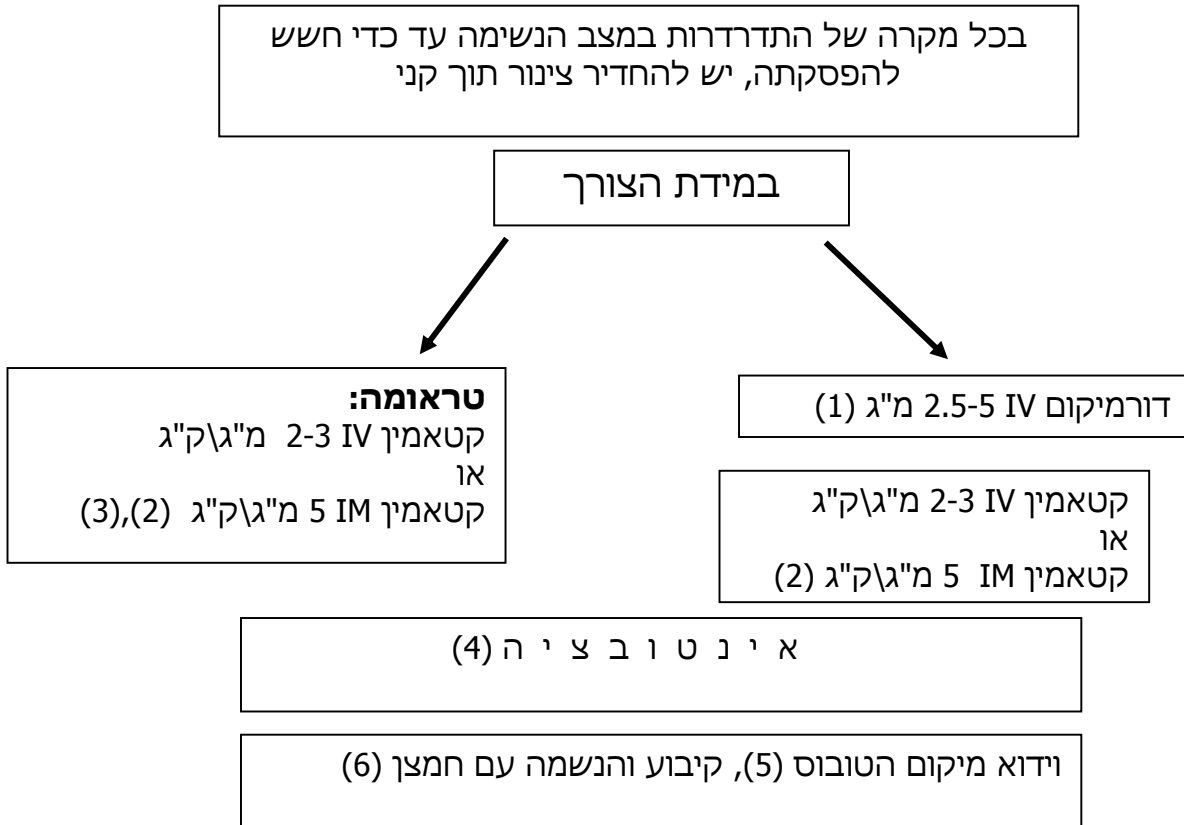 בכל מקרה של התדרדרות במצב הנשימה עד כדי חשש
להפסקתה, יש להחדיר צינור תוך קני
במידת הצורך
דורמיקום 2.5-5 IV מ"ג (1)
קטאמין 2-3 IV מ"ג\ק"ג
או
קטאמין 5 IM מ"ג\ק"ג (2)
טראומה:
קטאמין 2-3 IV מ"ג\ק"ג
או
קטאמין 5 IM מ"ג\ק"ג (2),(3)
א י נ ט ו ב צ י ה (4)
וידוא מיקום הטובוס (5), קיבוע והנשמה עם חמצן (6)